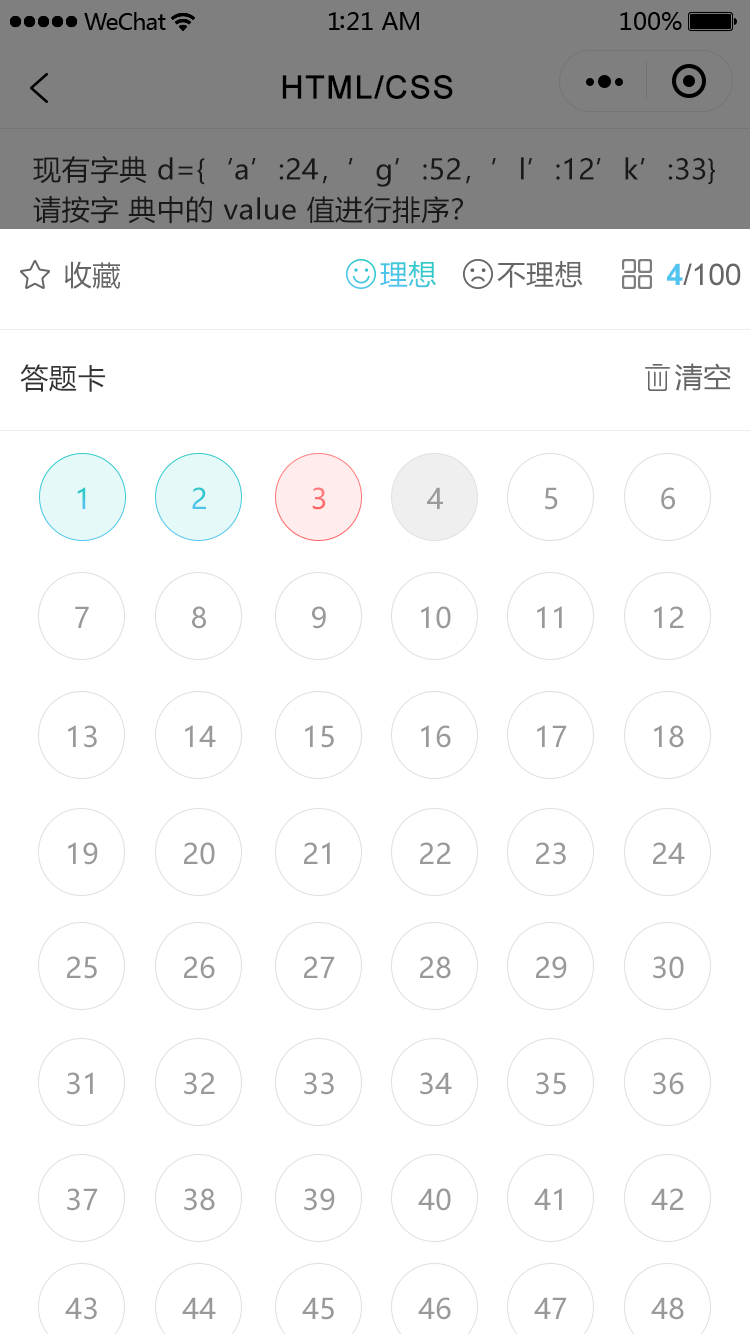 WeChat 1:21 AM 100%
HTML/CSS
现有字典 d={‘a’:24，’g’:52，’l’:12’k’:33}
请按字 典中的 value 值进行排序？
收藏 理想 不理想 4/100
答题卡 清空
1 2 3 4 5 6
7 8 9 10 11 12
13 14 15 16 17 18
19 20 21 22 23 24
25 26 27 28 29 30
31 32 33 34 35 36
37 38 39 40 41 42
43 44 45 46 47 48